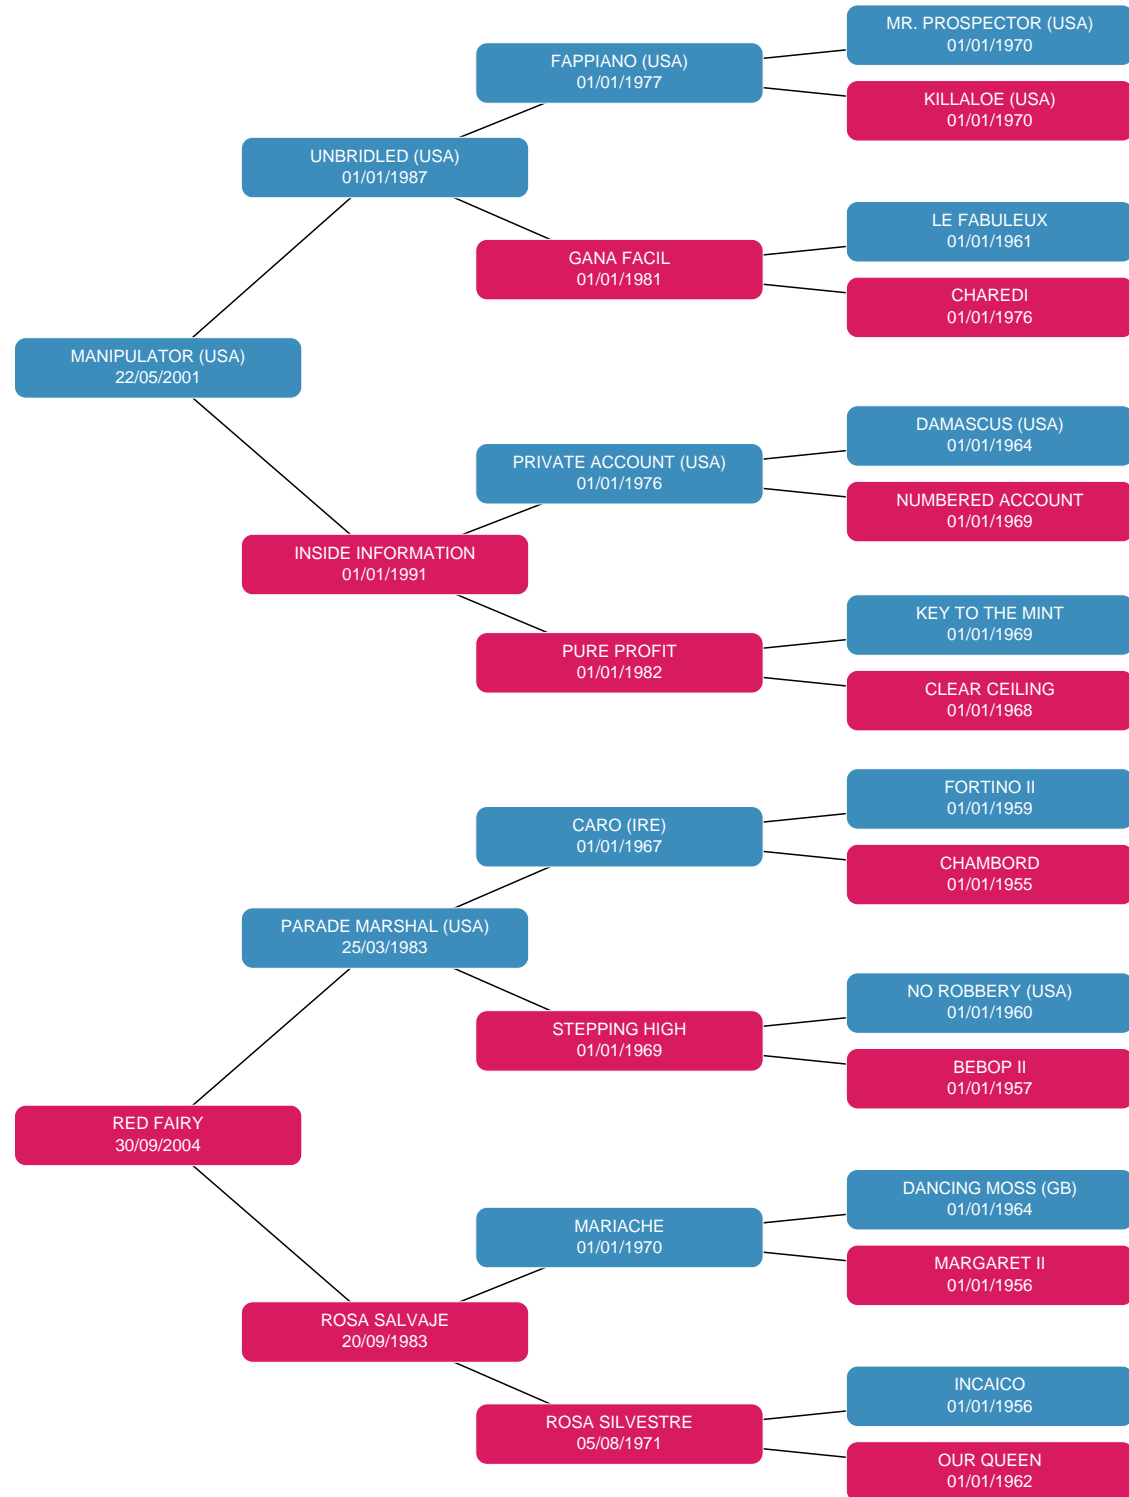 MR. PROSPECTOR (USA)
01/01/1970
FAPPIANO (USA)
01/01/1977
KILLALOE (USA)
01/01/1970
UNBRIDLED (USA)
01/01/1987
LE FABULEUX
01/01/1961
GANA FACIL
01/01/1981
CHAREDI
01/01/1976
MANIPULATOR (USA)
22/05/2001
DAMASCUS (USA)
01/01/1964
PRIVATE ACCOUNT (USA)
01/01/1976
NUMBERED ACCOUNT
01/01/1969
INSIDE INFORMATION
01/01/1991
KEY TO THE MINT
01/01/1969
PURE PROFIT
01/01/1982
CLEAR CEILING
01/01/1968
FORTINO II
01/01/1959
CARO (IRE)
01/01/1967
CHAMBORD
01/01/1955
PARADE MARSHAL (USA)
25/03/1983
NO ROBBERY (USA)
01/01/1960
STEPPING HIGH
01/01/1969
BEBOP II
01/01/1957
RED FAIRY
30/09/2004
DANCING MOSS (GB)
01/01/1964
MARIACHE
01/01/1970
MARGARET II
01/01/1956
ROSA SALVAJE
20/09/1983
INCAICO
01/01/1956
ROSA SILVESTRE
05/08/1971
OUR QUEEN
01/01/1962